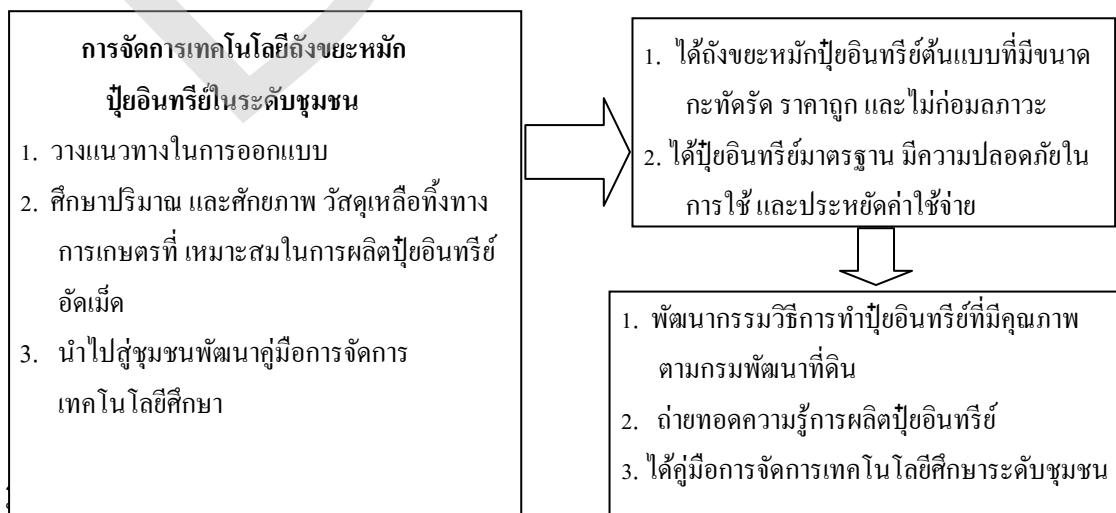 การจัดการเทคโนโลยีถังขยะหมัก
ปุ๋ยอินทรีย์ในระดับชุมชน
1. วางแนวทางในการออกแบบ
2. ศึกษาปริมาณ และศักยภาพ วัสดุเหลือทิ้งทาง
การเกษตรที่ เหมาะสมในการผลิตปุ๋ยอินทรีย์
อัดเม็ด
3. นำไปสู่ชุมชนพัฒนาคู่มือการจัดการ
เทคโนโลยีศึกษา
1. ได้ถังขยะหมักปุ๋ยอินทรีย์ต้นแบบที่มีขนาด
กะทัดรัด ราคาถูก และไม่ก่อมลภาวะ
2. ได้ปุ๋ยอินทรีย์มาตรฐาน มีความปลอดภัยใน
การใช้ และประหยัดค่าใช้จ่าย
1. พัฒนากรรมวิธีการทำปุ๋ยอินทรีย์ที่มีคุณภาพ
ตามกรมพัฒนาที่ดิน
2. ถ่ายทอดความรู้การผลิตปุ๋ยอินทรีย์
3. ได้คู่มือการจัดการเทคโนโลยีศึกษาระดับชุมชน